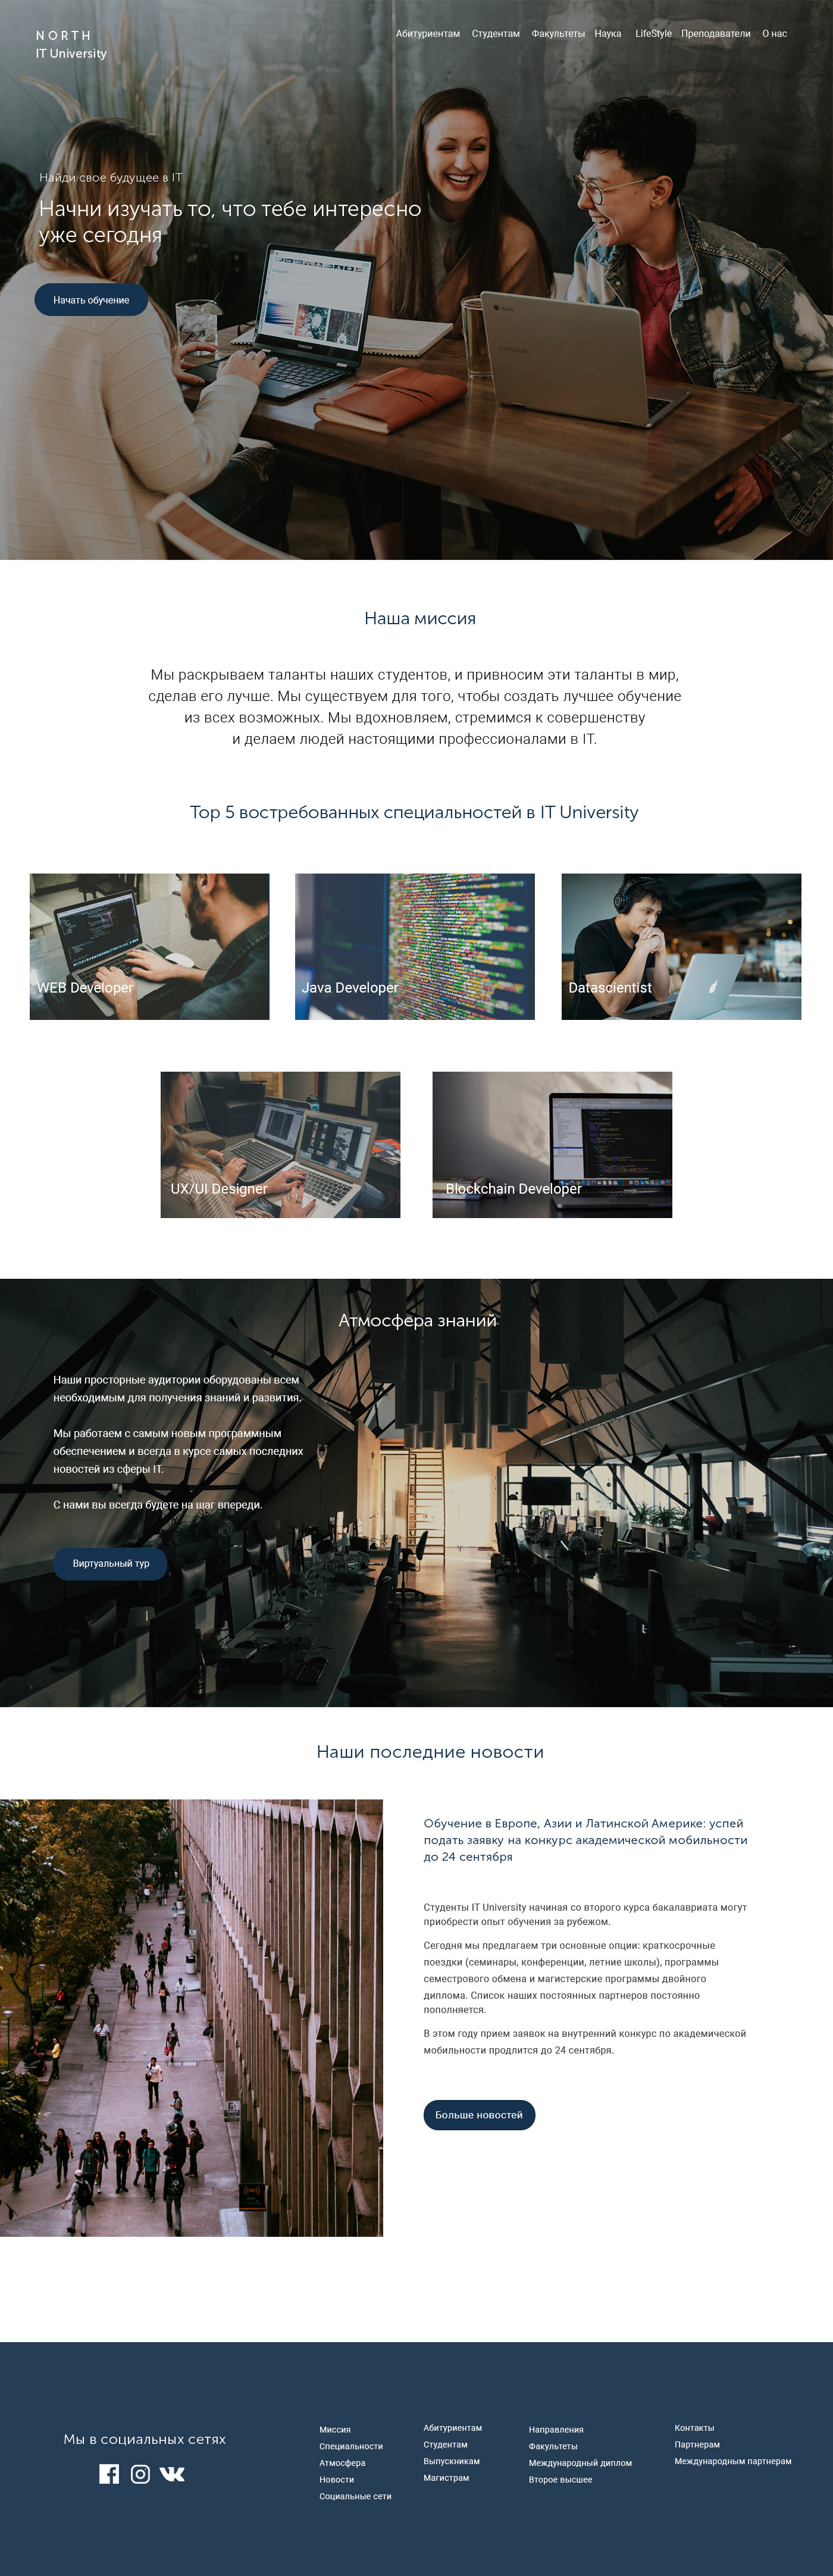 NORTH
IT University
Абитуриентам Студентам Факультеты Наука LifeStyle Преподаватели О нас
Найди свое будущее в IT
Начни изучать то, что тебе интересно
уже сегодня
Начать обучение
Наша миссия
Мы раскрываем таланты наших студентов, и привносим эти таланты в мир,
сделав его лучше. Мы существуем для того, чтобы создать лучшее обучение
из всех возможных. Мы вдохновляем, стремимся к совершенству
и делаем людей настоящими профессионалами в IT.
Top 5 востребованных специальностей в IT University
WEB Developer
Java Developer
Datascientist
UX/UI Designer
Blockchain Developer
Атмосфера знаний
Наши просторные аудитории оборудованы всем
необходимым для получения знаний и развития.
Мы работаем с самым новым программным
обеспечением и всегда в курсе самых последних
новостей из сферы IT.
С нами вы всегда будете на шаг впереди.
Виртуальный тур
Наши последние новости
Обучение в Европе, Азии и Латинской Америке: успей
подать заявку на конкурс академической мобильности
до 24 сентября
Студенты IT University начиная со второго курса бакалавриата могут
приобрести опыт обучения за рубежом.
Сегодня мы предлагаем три основные опции: краткосрочные
поездки (семинары, конференции, летние школы), программы
семестрового обмена и магистерские программы двойного
диплома. Список наших постоянных партнеров постоянно
пополняется.
В этом году прием заявок на внутренний конкурс по академической
мобильности продлится до 24 сентября.
Больше новостей
Мы в социальных сетях
Миссия
Специальности
Атмосфера
Новости
Социальные сети
Абитуриентам
Студентам
Выпускникам
Магистрам
Направления
Факультеты
Международный диплом
Второе высшее
Контакты
Партнерам
Международным партнерам